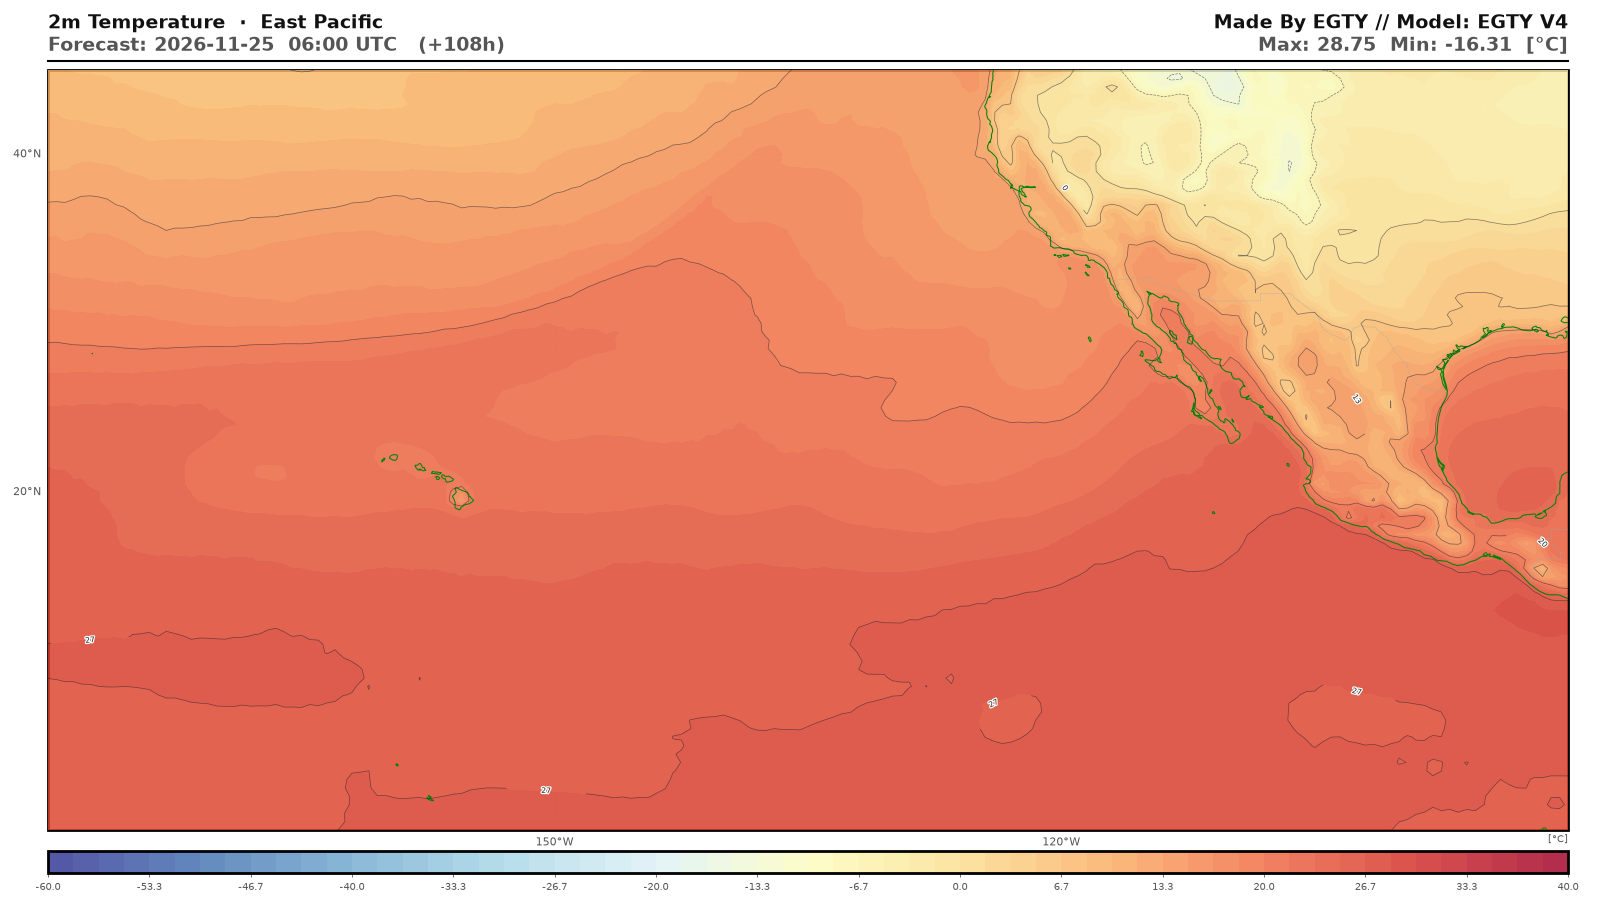 2m Temperature · East Pacific
Made By EGTY // Model: EGTY V4
Forecast: 2026-11-25 06:00 UTC (+108h)
Max: 28.75 Min: -16.31 [°C]
40°N
0
13
20°N
20
27
27
27
27
150°W
120°W
[°C]
-60.0 -53.3 -46.7 -40.0 -33.3 -26.7 -20.0 -13.3 -6.7 0.0 6.7 13.3 20.0 26.7 33.3 40.0